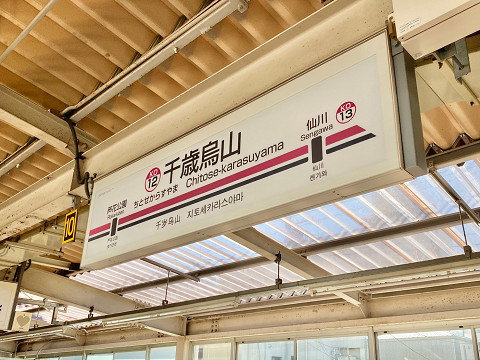 KO
12
千歳烏山
ちとせからすやま
Chitose-karasuyama
千岁乌山 지토세카라스야마
芦花公園
KO
13
仙川
Sengawa
仙川
센가와
10